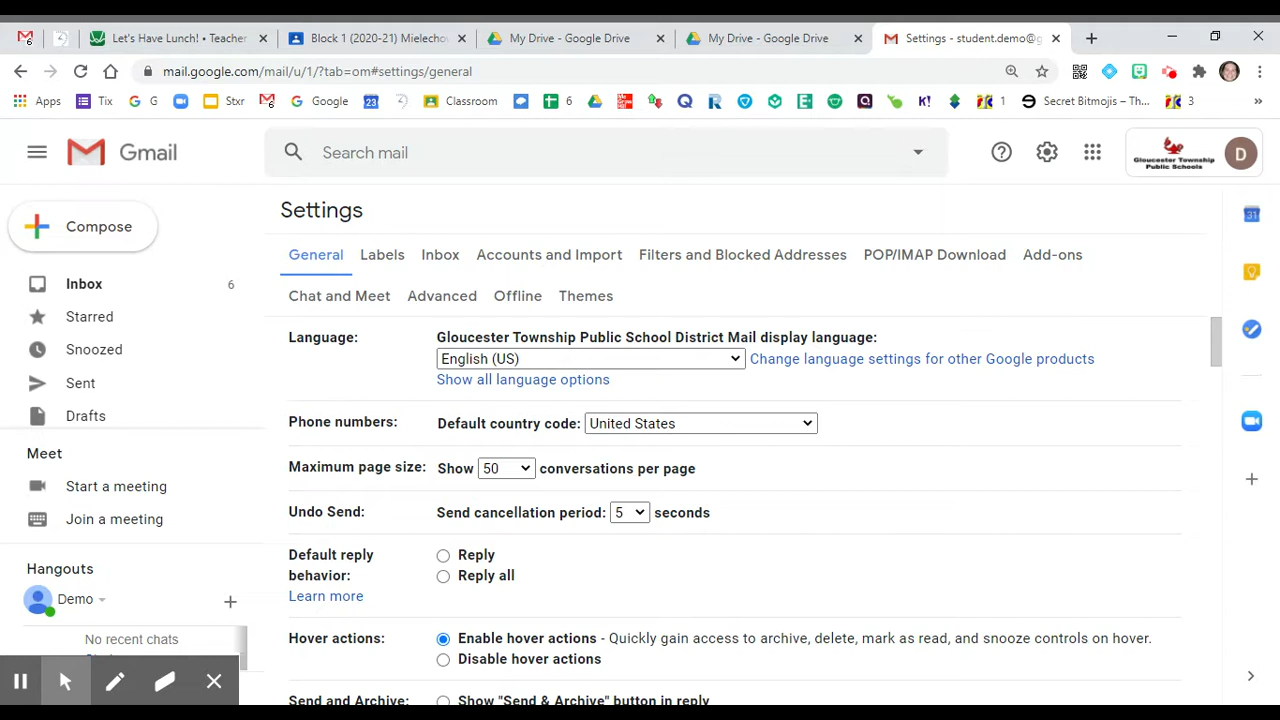 Let's Have Lunch! • Teacher
Block 1 (2020-21) Mielechov
My Drive - Google Drive
My Drive - Google Drive
Settings - student.demo@g
mail.google.com/mail/u/1/?tab=om#settings/general
Apps
Tix
G
Stxr
6
Google
23
Classroom
6
K!
1
Secret Bitmojis – Th...
3
»
Gmail
Search mail
Gloucester Township
Public Schools
D
Compose
Inbox 6
Starred
Snoozed
Sent
Drafts
Meet
Start a meeting
Join a meeting
Hangouts
Demo
No recent chats
Settings
General Labels Inbox Accounts and Import Filters and Blocked Addresses POP/IMAP Download Add-ons
Chat and Meet Advanced Offline Themes
Language: Gloucester Township Public School District Mail display language:
English (US) Change language settings for other Google products
Show all language options
Phone numbers: Default country code: United States
Maximum page size: Show 50 conversations per page
Undo Send: Send cancellation period: 5 seconds
Default reply behavior:
Learn more
Reply
Reply all
Hover actions: Enable hover actions - Quickly gain access to archive, delete, mark as read, and snooze controls on hover.
Disable hover actions
Send and Archive: Show "Send & Archive" button in reply
31